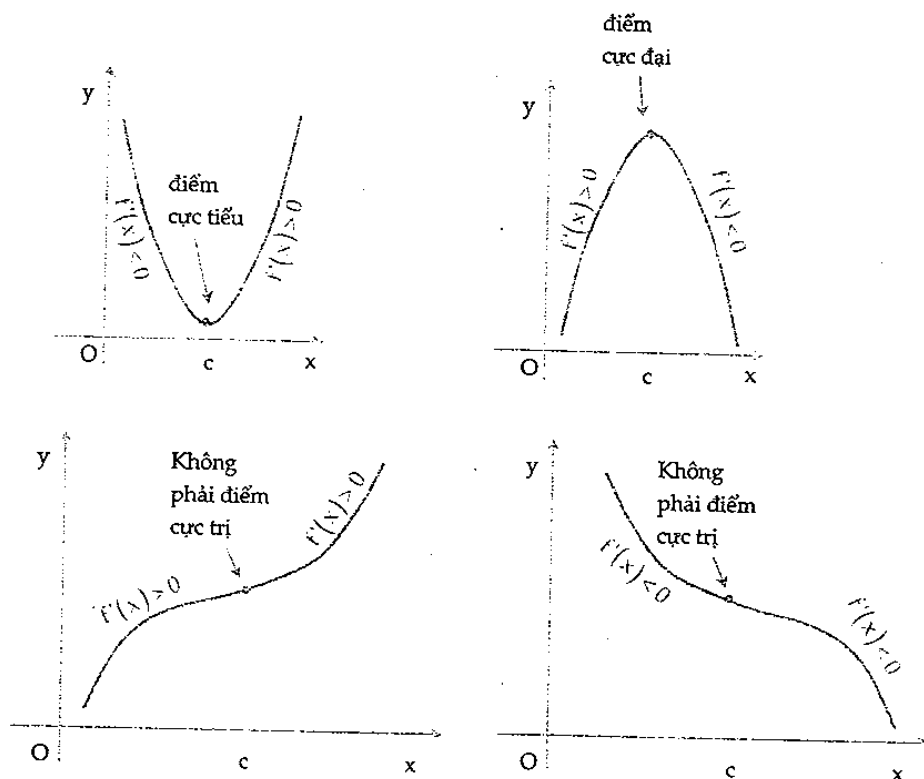 y
điểm
cực tiểu
f'(x) < 0
f'(x) > 0
O
c
x
điểm
cực đại
y
f'(x) > 0
f'(x) < 0
O
c
x
y
Không
phải điểm
cực trị
f'(x) > 0
f'(x) > 0
O
c
x
y
Không
phải điểm
cực trị
f'(x) < 0
f'(x) < 0
O
c
x